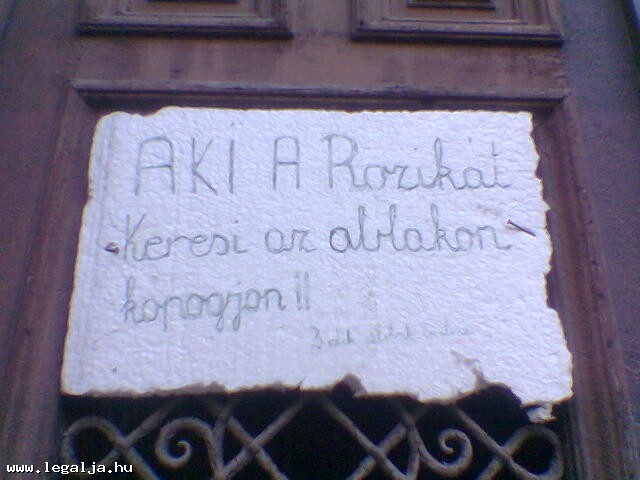 AKI A Rozikát
Keresi az ablakon
kopogjon!!
www.legalja.hu